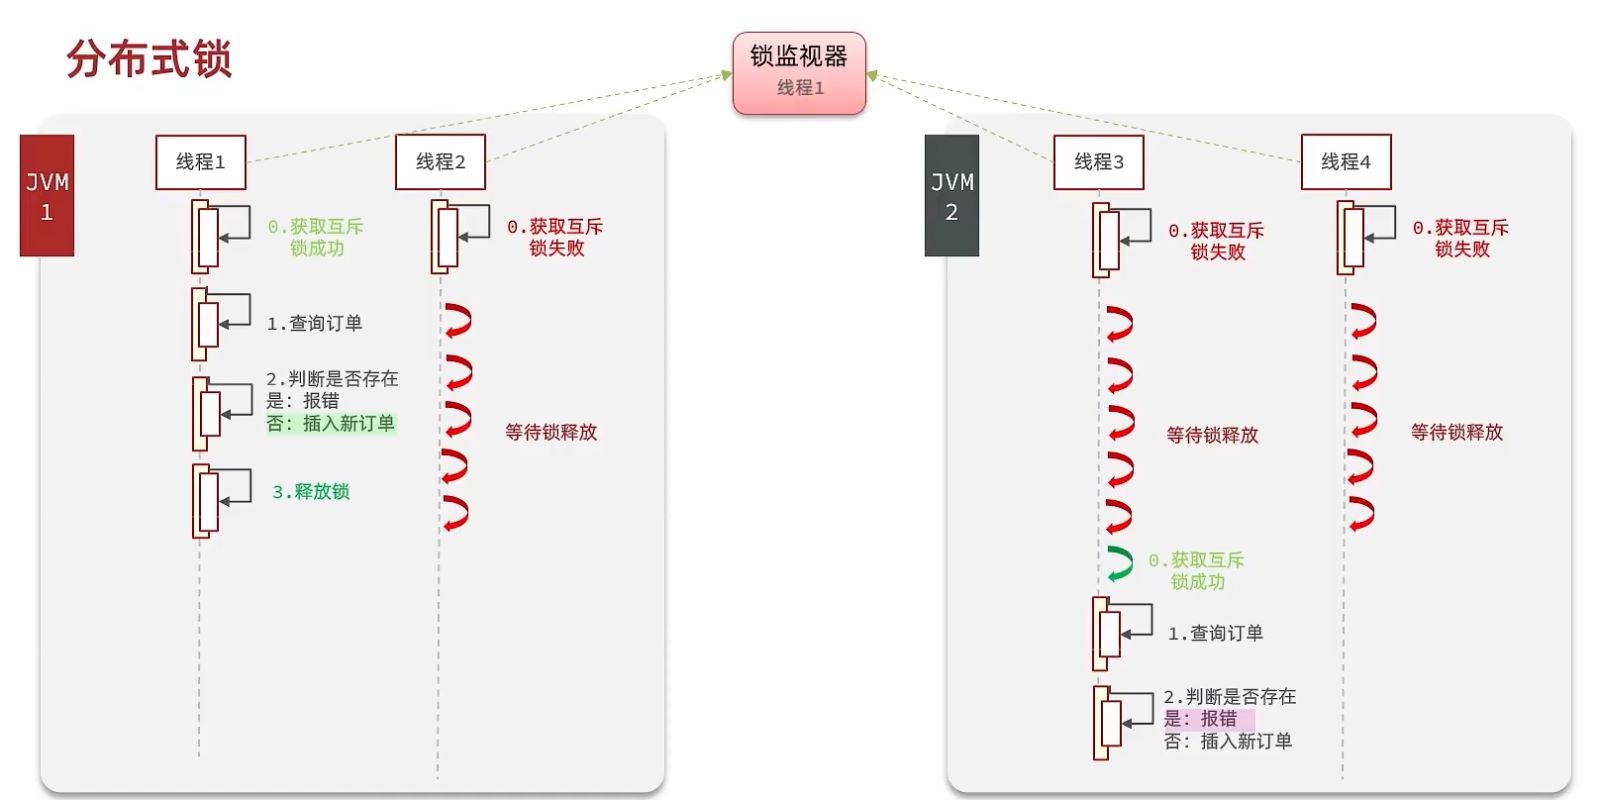 分布式锁
锁监视器
线程1
JVM
1
线程1
0.获取互斥
锁成功
1.查询订单
2.判断是否存在
是：报错
否：插入新订单
3.释放锁
线程2
0.获取互斥
锁失败
等待锁释放
JVM
2
线程3
0.获取互斥
锁失败
等待锁释放
0.获取互斥
锁成功
1.查询订单
2.判断是否存在
是：报错
否：插入新订单
线程4
0.获取互斥
锁失败
等待锁释放